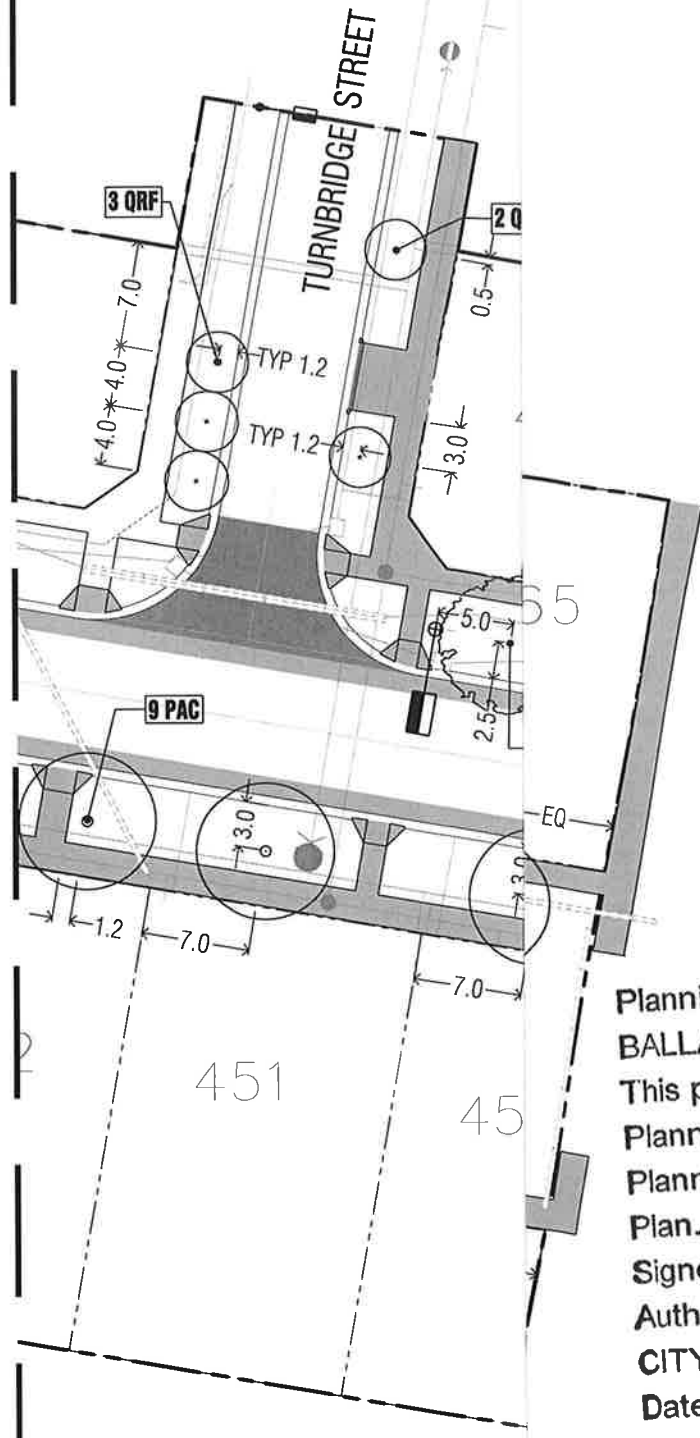 TURNBRIDGE STREET
3 QRF
2 Q
7.0
0.5
4.0
TYP 1.2
4.0
TYP 1.2
3.0
5.0
2.5
9 PAC
3.0
EQ
3.0
1.2
7.0
7.0
2
451
45
Planni
BALLA
This p
Plann
Plann
Plan.
Signe
Auth
CITY
Date